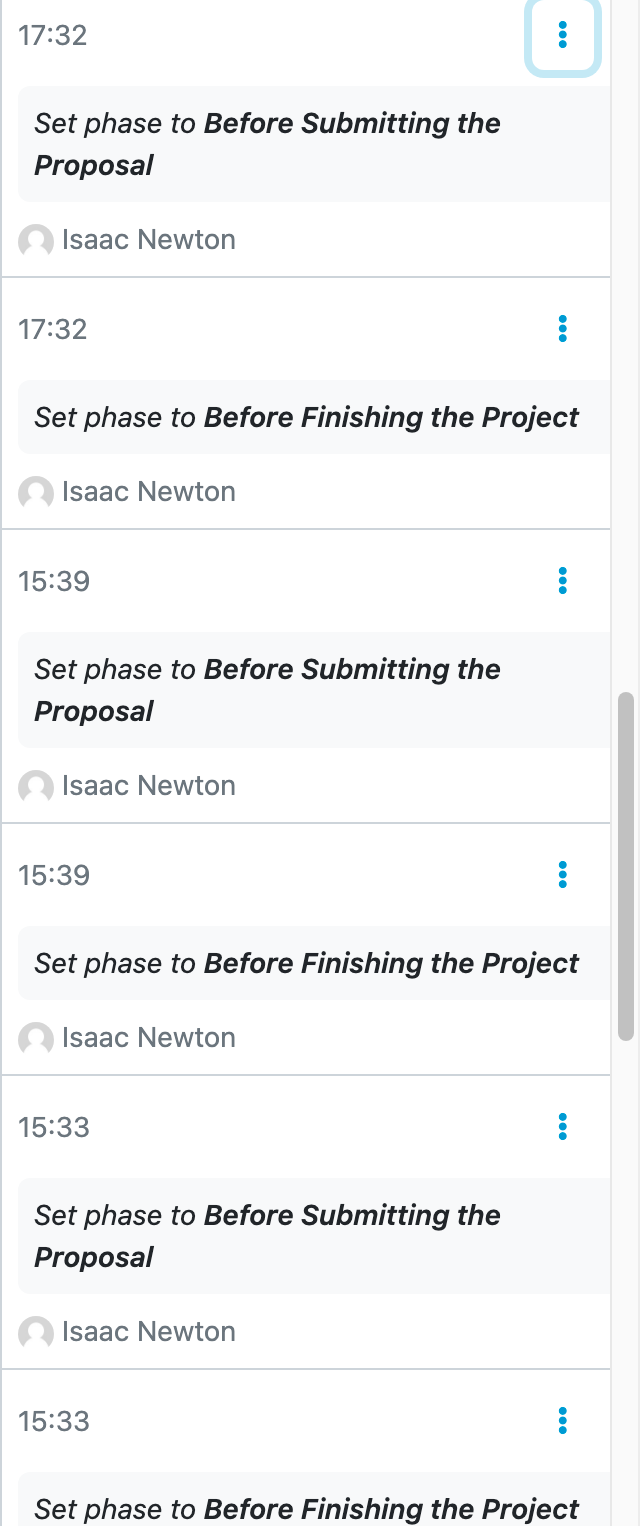 17:32
Set phase to Before Submitting the
Proposal
Isaac Newton
17:32
Set phase to Before Finishing the Project
Isaac Newton
15:39
Set phase to Before Submitting the
Proposal
Isaac Newton
15:39
Set phase to Before Finishing the Project
Isaac Newton
15:33
Set phase to Before Submitting the
Proposal
Isaac Newton
15:33
Set phase to Before Finishing the Project